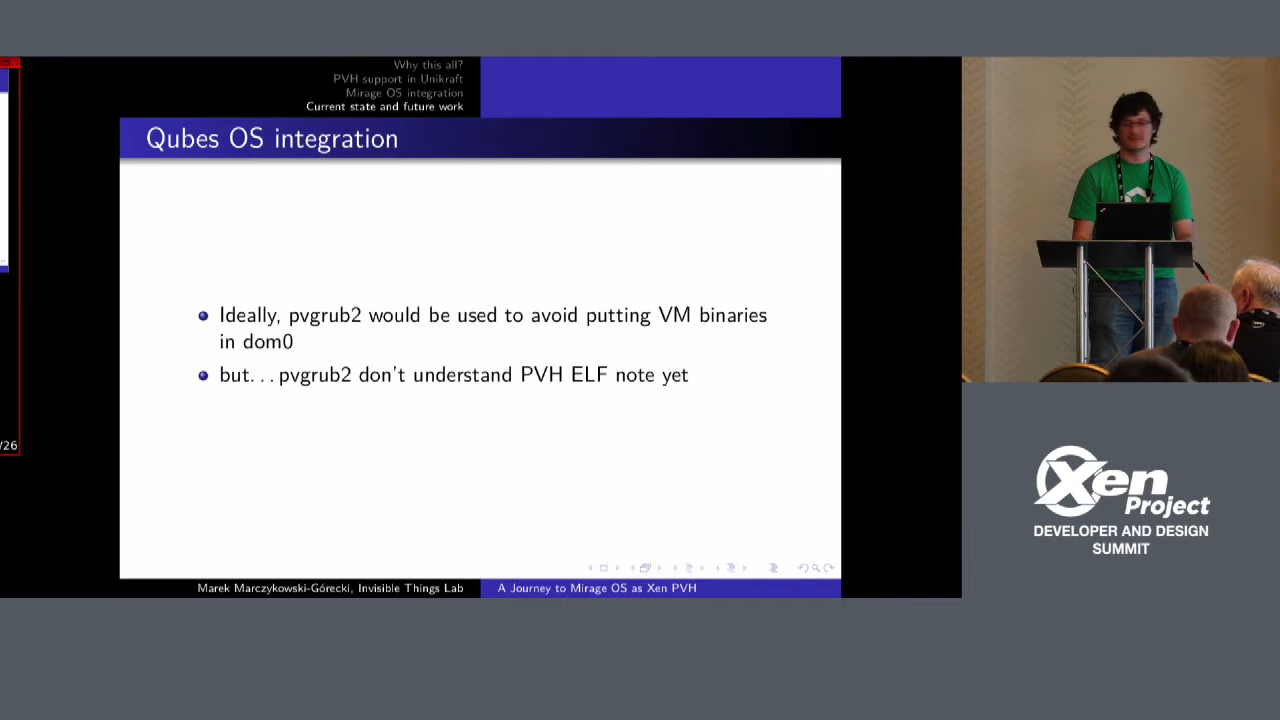 Why this all?
PVH support in Unikraft
Mirage OS integration
Current state and future work
Qubes OS integration
Ideally, pvgrub2 would be used to avoid putting VM binaries
in dom0
but... pvgrub2 don't understand PVH ELF note yet
/26
Marek Marczykowski-Górecki, Invisible Things Lab
A Journey to Mirage OS as Xen PVH
Xen
Project
DEVELOPER AND DESIGN
SUMMIT